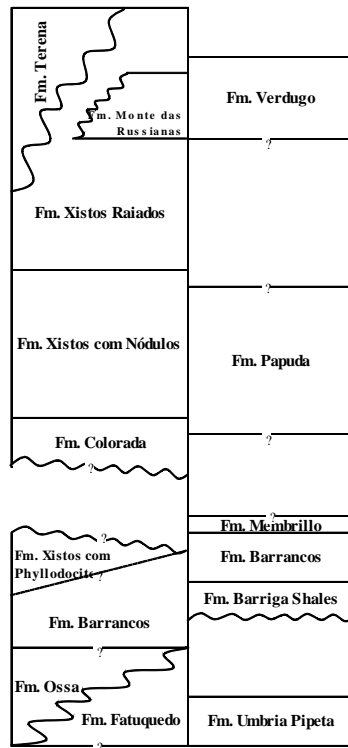 Fm. Terena
Fm. Monte das
Russianas
Fm. Xistos Raiados
Fm. Xistos com Nódulos
Fm. Colorada
?
?
Fm. Xistos com
Phyllodocites
?
Fm. Barrancos
?
Fm. Ossa
Fm. Fatuquedo
?
Fm. Verdugo
?
?
Fm. Papuda
?
?
Fm. Membrillo
Fm. Barrancos
Fm. Barriga Shales
Fm. Umbria Pipeta